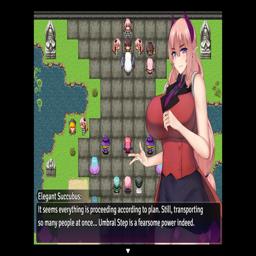 Elegant Succubus:
It seems everything is proceeding according to plan. Still, transporting
so many people at once... Umbral Step is a fearsome power indeed.